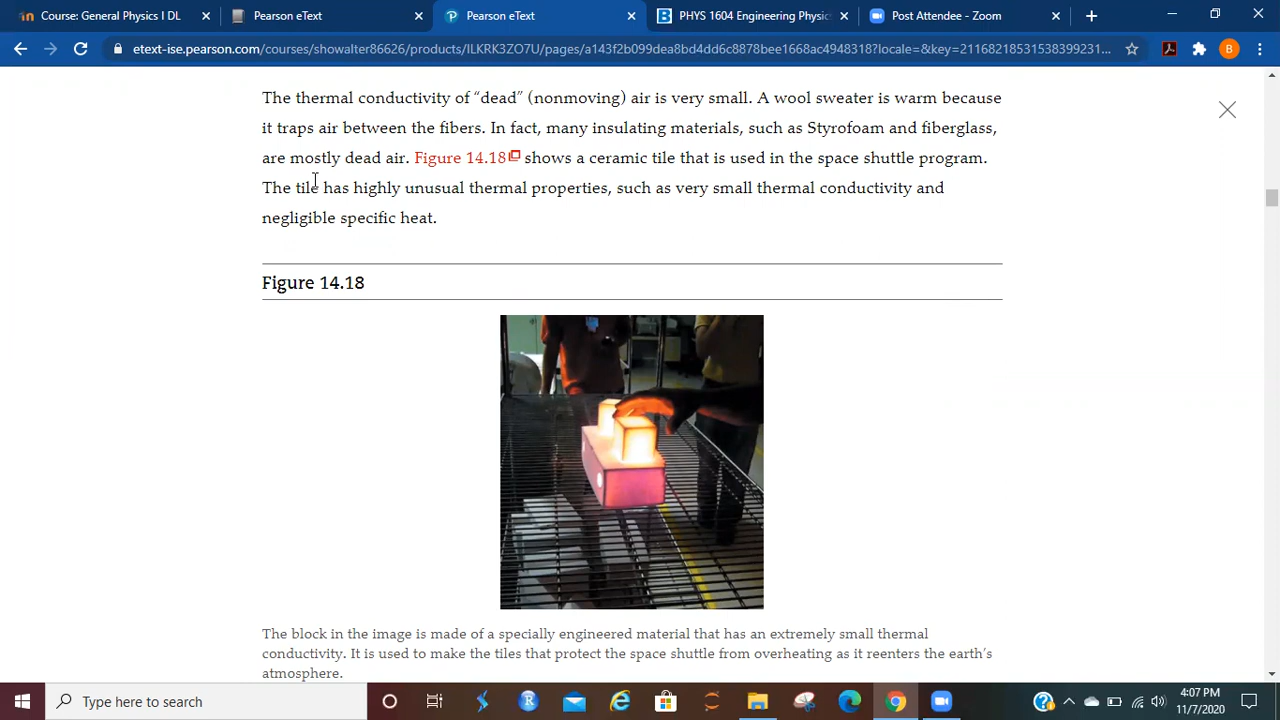 Course: General Physics I DL
Pearson eText
Pearson eText
PHYS 1604 Engineering Physic
Post Attendee - Zoom
etext-ise.pearson.com/courses/showalter86626/products/ILKRK3ZO7U/pages/a143f2b099dea8bd4dd6c8878bee1668ac4948318?locale=&key=21168218531538399231...
The thermal conductivity of “dead” (nonmoving) air is very small. A wool sweater is warm because
it traps air between the fibers. In fact, many insulating materials, such as Styrofoam and fiberglass,
are mostly dead air. Figure 14.18 shows a ceramic tile that is used in the space shuttle program.
The tile has highly unusual thermal properties, such as very small thermal conductivity and
negligible specific heat.
Figure 14.18
The block in the image is made of a specially engineered material that has an extremely small thermal
conductivity. It is used to make the tiles that protect the space shuttle from overheating as it reenters the earth’s
atmosphere.
Type here to search
4:07 PM
11/7/2020